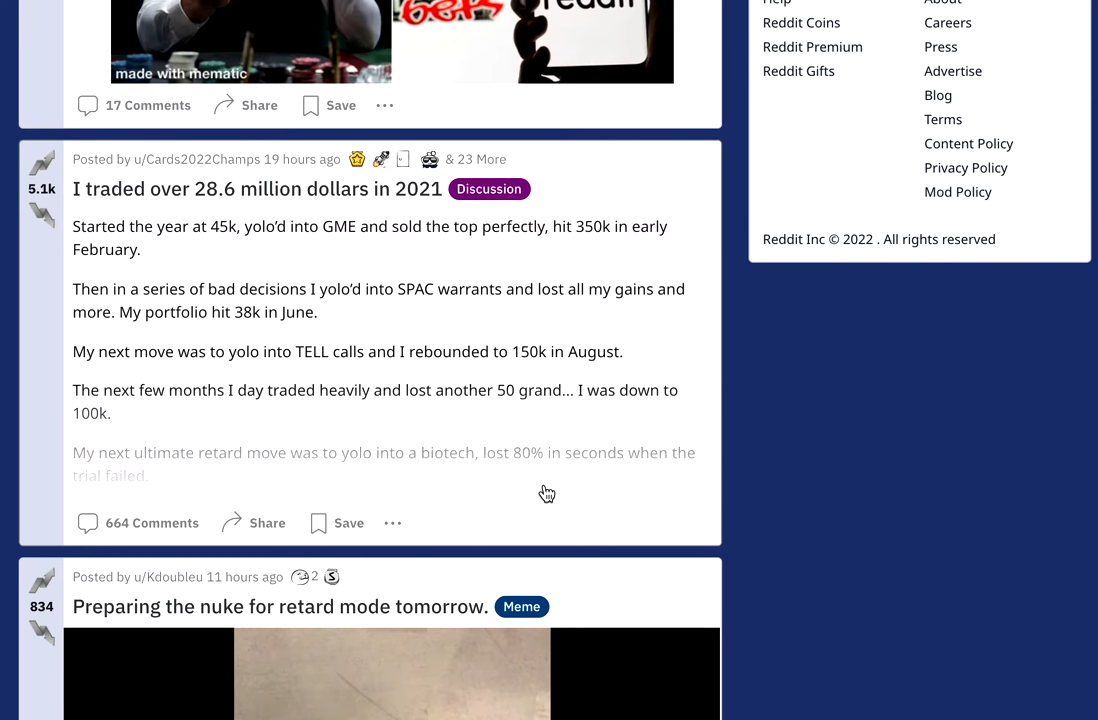 reddit
made with mematic
17 Comments Share Save
Posted by u/Cards2022Champs 19 hours ago & 23 More
5.1k
I traded over 28.6 million dollars in 2021 Discussion
Started the year at 45k, yolo’d into GME and sold the top perfectly, hit 350k in early
February.
Then in a series of bad decisions I yolo’d into SPAC warrants and lost all my gains and
more. My portfolio hit 38k in June.
My next move was to yolo into TELL calls and I rebounded to 150k in August.
The next few months I day traded heavily and lost another 50 grand... I was down to
100k.
My next ultimate retard move was to yolo into a biotech, lost 80% in seconds when the
trial failed.
664 Comments Share Save
Posted by u/Kdoubleu 11 hours ago 2 S
834
Preparing the nuke for retard mode tomorrow. Meme
Help
Reddit Coins
Reddit Premium
Reddit Gifts
About
Careers
Press
Advertise
Blog
Terms
Content Policy
Privacy Policy
Mod Policy
Reddit Inc © 2022 . All rights reserved